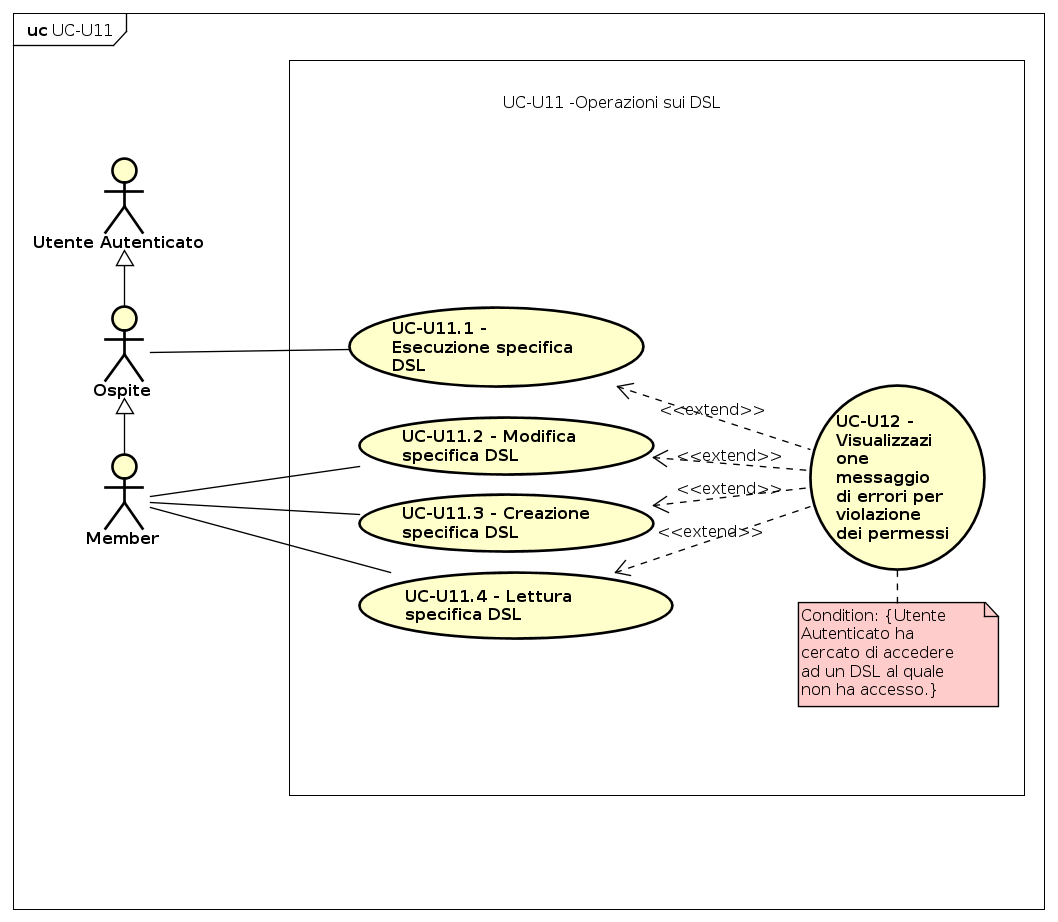 uc UC-U11
UC-U11 -Operazioni sui DSL
Utente Autenticato
Ospite
Member
UC-U11.1 -
Esecuzione specifica
DSL
UC-U11.2 - Modifica
specifica DSL
UC-U11.3 - Creazione
specifica DSL
UC-U11.4 - Lettura
specifica DSL
<<extend>>
<<extend>>
<<extend>>
<<extend>>
UC-U12 -
Visualizzazi
one
messaggio
di errori per
violazione
dei permessi
Condition: {Utente
Autenticato ha
cercato di accedere
ad un DSL al quale
non ha accesso.}